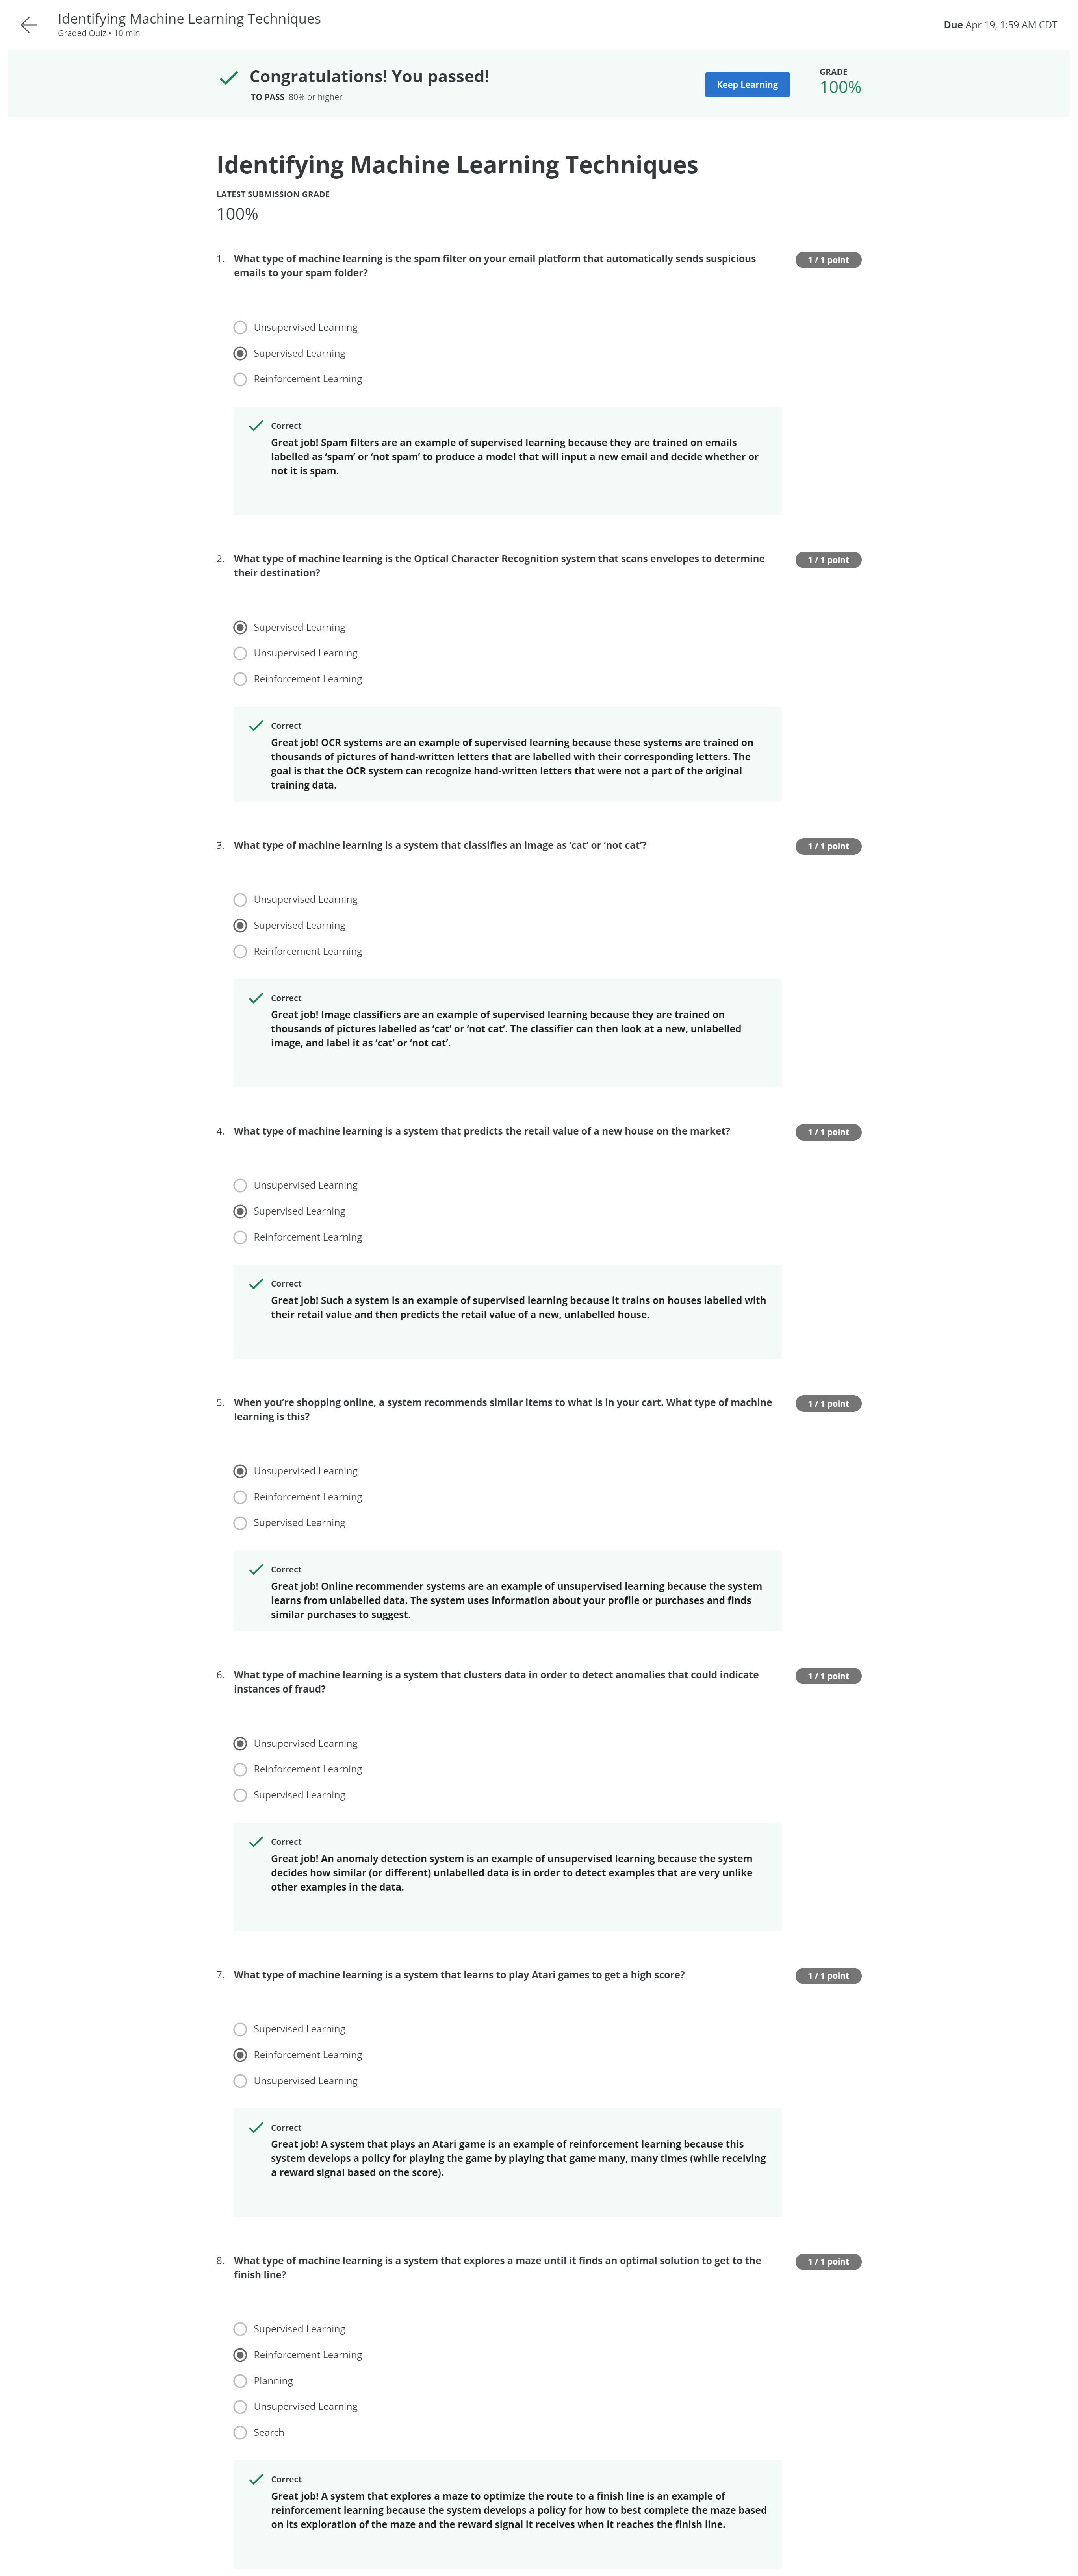 Identifying Machine Learning Techniques
Graded Quiz • 10 min
Due Apr 19, 1:59 AM CDT
Congratulations! You passed!
TO PASS 80% or higher
Keep Learning
GRADE
100%
Identifying Machine Learning Techniques
LATEST SUBMISSION GRADE
100%
1. What type of machine learning is the spam filter on your email platform that automatically sends suspicious
emails to your spam folder?
1 / 1 point
Unsupervised Learning
Supervised Learning
Reinforcement Learning
Correct
Great job! Spam filters are an example of supervised learning because they are trained on emails
labelled as ‘spam’ or ‘not spam’ to produce a model that will input a new email and decide whether or
not it is spam.
2. What type of machine learning is the Optical Character Recognition system that scans envelopes to determine
their destination?
1 / 1 point
Supervised Learning
Unsupervised Learning
Reinforcement Learning
Correct
Great job! OCR systems are an example of supervised learning because these systems are trained on
thousands of pictures of hand-written letters that are labelled with their corresponding letters. The
goal is that the OCR system can recognize hand-written letters that were not a part of the original
training data.
3. What type of machine learning is a system that classifies an image as ‘cat’ or ‘not cat’?
1 / 1 point
Unsupervised Learning
Supervised Learning
Reinforcement Learning
Correct
Great job! Image classifiers are an example of supervised learning because they are trained on
thousands of pictures labelled as ‘cat’ or ‘not cat’. The classifier can then look at a new, unlabelled
image, and label it as ‘cat’ or ‘not cat’.
4. What type of machine learning is a system that predicts the retail value of a new house on the market?
1 / 1 point
Unsupervised Learning
Supervised Learning
Reinforcement Learning
Correct
Great job! Such a system is an example of supervised learning because it trains on houses labelled with
their retail value and then predicts the retail value of a new, unlabelled house.
5. When you’re shopping online, a system recommends similar items to what is in your cart. What type of machine
learning is this?
1 / 1 point
Unsupervised Learning
Reinforcement Learning
Supervised Learning
Correct
Great job! Online recommender systems are an example of unsupervised learning because the system
learns from unlabelled data. The system uses information about your profile or purchases and finds
similar purchases to suggest.
6. What type of machine learning is a system that clusters data in order to detect anomalies that could indicate
instances of fraud?
1 / 1 point
Unsupervised Learning
Reinforcement Learning
Supervised Learning
Correct
Great job! An anomaly detection system is an example of unsupervised learning because the system
decides how similar (or different) unlabelled data is in order to detect examples that are very unlike
other examples in the data.
7. What type of machine learning is a system that learns to play Atari games to get a high score?
1 / 1 point
Supervised Learning
Reinforcement Learning
Unsupervised Learning
Correct
Great job! A system that plays an Atari game is an example of reinforcement learning because this
system develops a policy for playing the game by playing that game many, many times (while receiving
a reward signal based on the score).
8. What type of machine learning is a system that explores a maze until it finds an optimal solution to get to the
finish line?
1 / 1 point
Supervised Learning
Reinforcement Learning
Planning
Unsupervised Learning
Search
Correct
Great job! A system that explores a maze to optimize the route to a finish line is an example of
reinforcement learning because the system develops a policy for how to best complete the maze based
on its exploration of the maze and the reward signal it receives when it reaches the finish line.